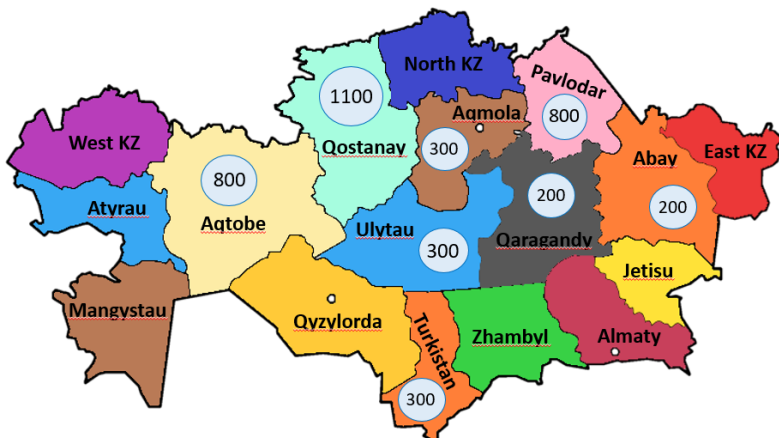 North KZ
Pavlodar
1100
Aqmola
800
West KZ
Qostanay
300
Abay
East KZ
800
200
200
Atyrau
Aqtobe
Ulytau
Qaragandy
300
Jetisu
Mangystau
Qyzylorda
Turkistan
Zhambyl
Almaty
300